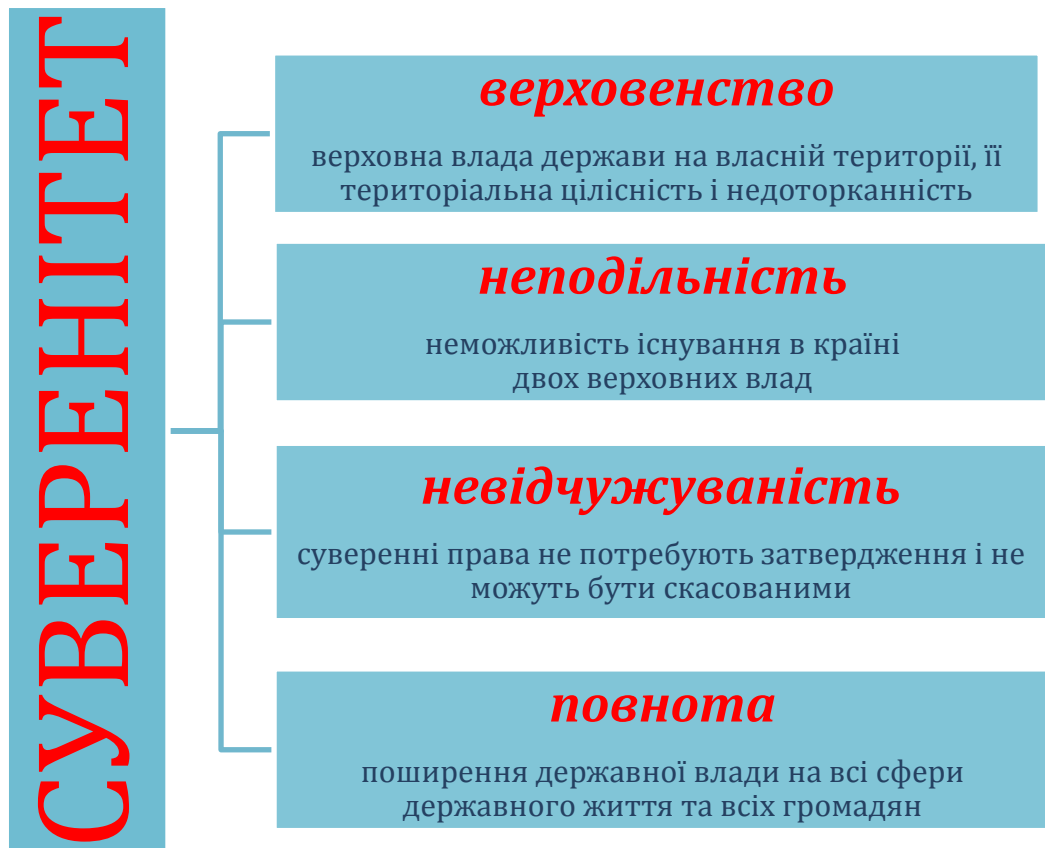 СУВЕРЕНІТЕТ
верховенство
верховна влада держави на власній території, її
територіальна цілісність і недоторканність
неподільність
неможливість існування в країні
двох верховних влад
невідчужуваність
суверенні права не потребують затвердження і не
можуть бути скасованими
повнота
поширення державної влади на всі сфери
державного життя та всіх громадян